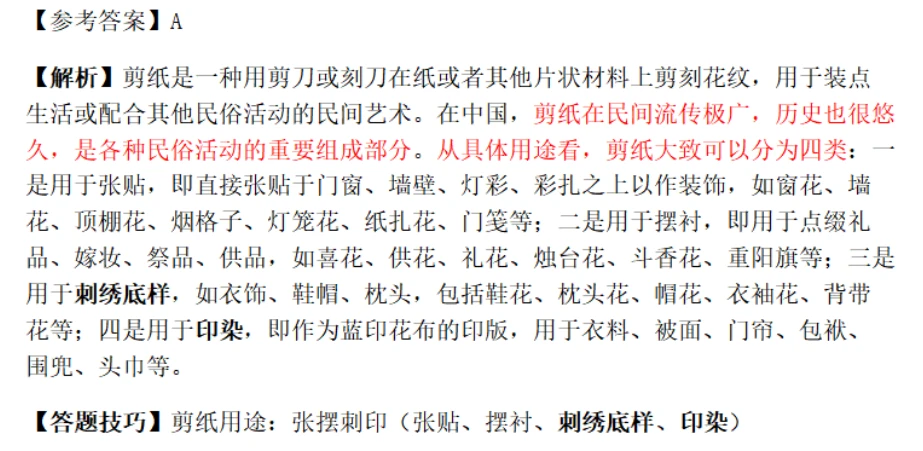 【参考答案】A
【解析】剪纸是一种用剪刀或刻刀在纸或者其他片状材料上剪刻花纹，用于装点
生活或配合其他民俗活动的民间艺术。在中国，剪纸在民间流传极广，历史也很悠
久，是各种民俗活动的重要组成部分。从具体用途看，剪纸大致可以分为四类：一
是用于张贴，即直接张贴于门窗、墙壁、灯彩、彩扎之上以作装饰，如窗花、墙
花、顶棚花、烟格子、灯笼花、纸扎花、门笺等；二是用于摆衬，即用于点缀礼
品、嫁妆、祭品、供品，如喜花、供花、礼花、烛台花、斗香花、重阳旗等；三是
用于刺绣底样，如衣饰、鞋帽、枕头，包括鞋花、枕头花、帽花、衣袖花、背带
花等；四是用于印染，即作为蓝印花布的印版，用于衣料、被面、门帘、包袱、
围兜、头巾等。
【答题技巧】剪纸用途：张摆刺印（张贴、摆衬、刺绣底样、印染）